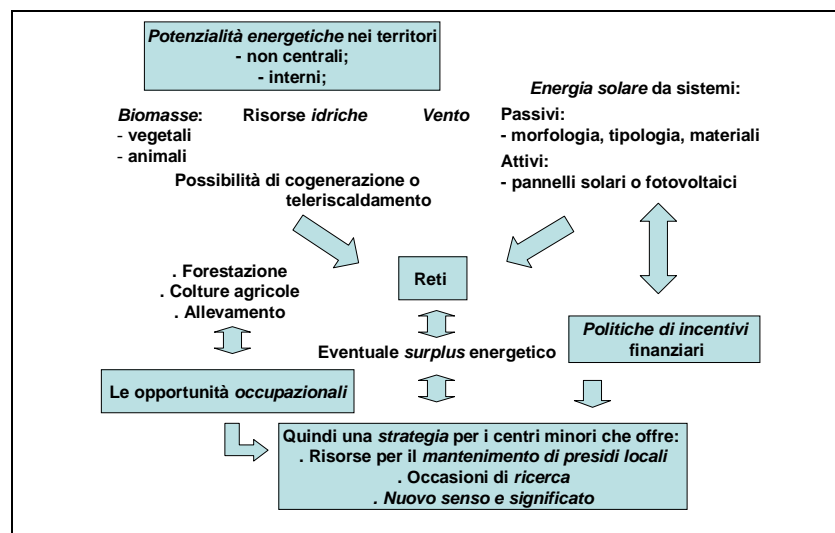 Potenzialità energetiche nei territori
- non centrali;
- interni;
Energia solare da sistemi:
Biomasse:
- vegetali
- animali
Risorse idriche
Vento
Passivi:
- morfologia, tipologia, materiali
Attivi:
- pannelli solari o fotovoltaici
Possibilità di cogenerazione o
teleriscaldamento
. Forestazione
. Colture agricole
. Allevamento
Reti
Eventuale surplus energetico
Politiche di incentivi
finanziari
Le opportunità occupazionali
Quindi una strategia per i centri minori che offre:
. Risorse per il mantenimento di presidi locali
. Occasioni di ricerca
. Nuovo senso e significato